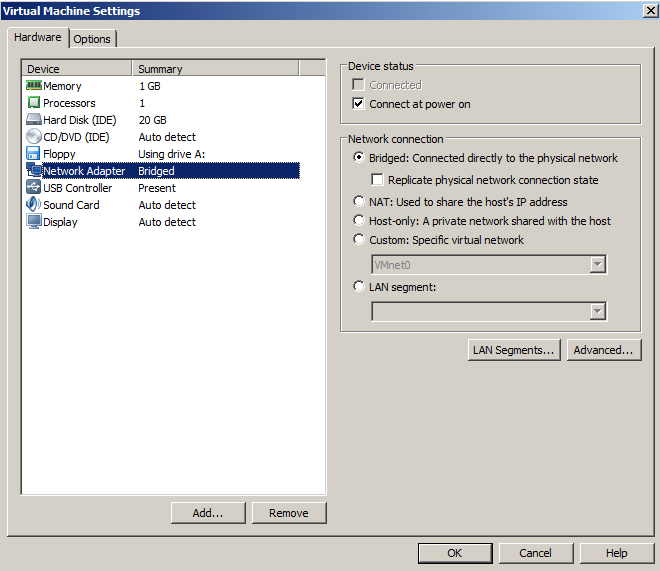 Virtual Machine Settings
Hardware
Options
Device Summary
Memory 1 GB
Processors 1
Hard Disk (IDE) 20 GB
CD/DVD (IDE) Auto detect
Floppy Using drive A:
Network Adapter Bridged
USB Controller Present
Sound Card Auto detect
Display Auto detect
Add...
Remove
Device status
Connected
Connect at power on
Network connection
Bridged: Connected directly to the physical network
Replicate physical network connection state
NAT: Used to share the host's IP address
Host-only: A private network shared with the host
Custom: Specific virtual network
VMnet0
LAN segment:
LAN Segments...
Advanced...
OK
Cancel
Help